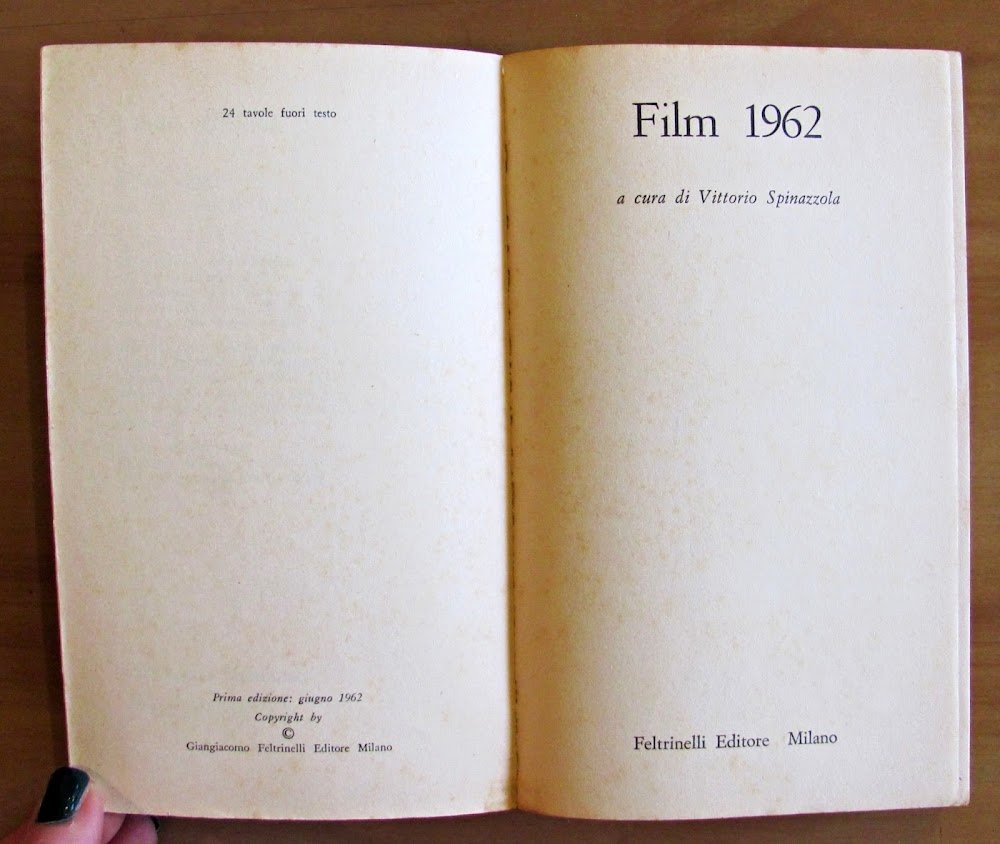 24 tavole fuori testo
Prima edizione: giugno 1962
Copyright by
©
Giangiacomo Feltrinelli Editore Milano
Film 1962
a cura di Vittorio Spinazzola
Feltrinelli Editore Milano